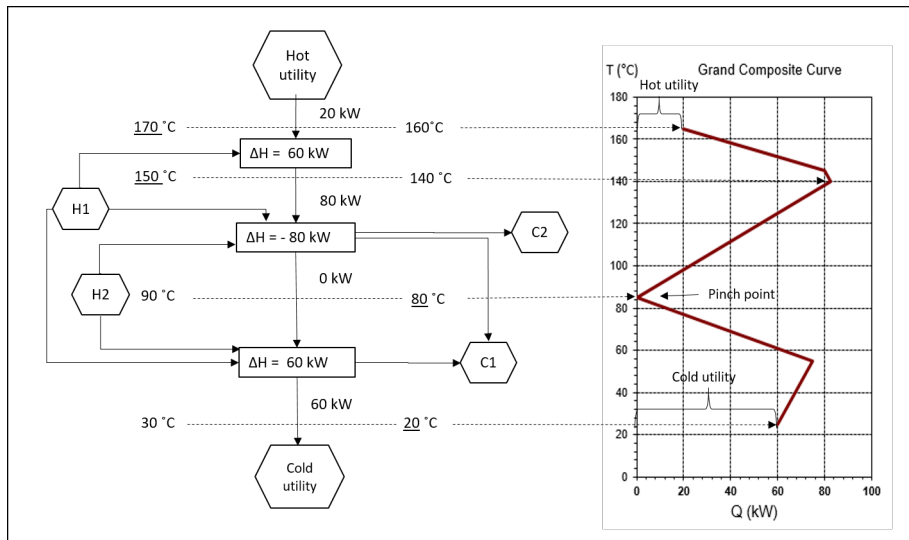 Hot
utility
20 kW
170 ˚C
160˚C
ΔH = 60 kW
150 ˚C
140 ˚C
80 kW
H1
C2
ΔH = - 80 kW
0 kW
H2
90 ˚C
80 ˚C
ΔH = 60 kW
C1
60 kW
30 ˚C
20 ˚C
Cold
utility
T (°C) Grand Composite Curve
Hot utility
180
160
140
120
100
80
60
40
20
0
Pinch point
Cold utility
0 20 40 60 80 100
Q (kW)